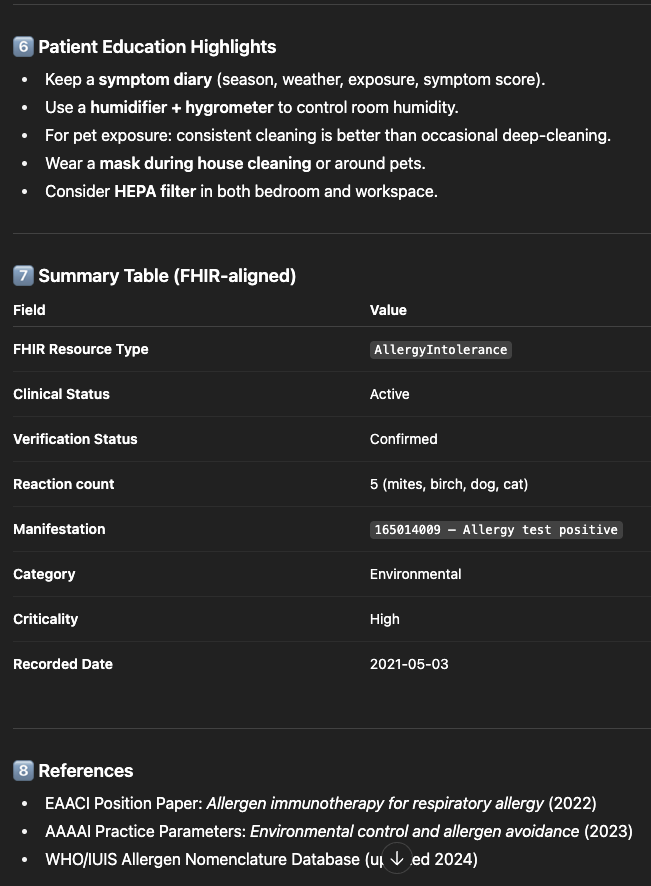 6 Patient Education Highlights
• Keep a symptom diary (season, weather, exposure, symptom score).
• Use a humidifier + hygrometer to control room humidity.
• For pet exposure: consistent cleaning is better than occasional deep-cleaning.
• Wear a mask during house cleaning or around pets.
• Consider HEPA filter in both bedroom and workspace.
7 Summary Table (FHIR-aligned)
Field Value
FHIR Resource Type AllergyIntolerance
Clinical Status Active
Verification Status Confirmed
Reaction count 5 (mites, birch, dog, cat)
Manifestation 165014009 – Allergy test positive
Category Environmental
Criticality High
Recorded Date 2021-05-03
8 References
• EAACI Position Paper: Allergen immunotherapy for respiratory allergy (2022)
• AAAAI Practice Parameters: Environmental control and allergen avoidance (2023)
• WHO/IUIS Allergen Nomenclature Database 2024)